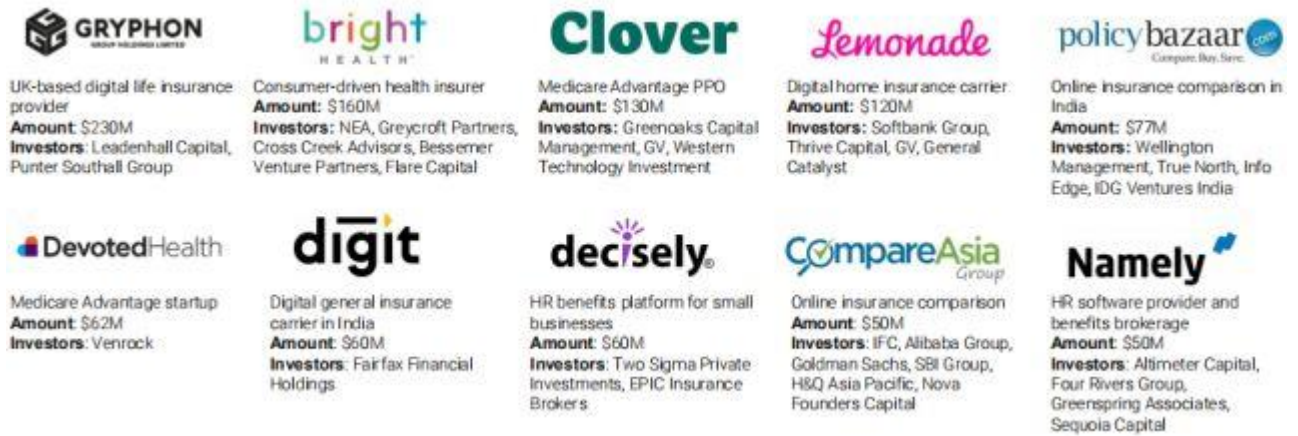 GRYPHON
GROUP HOLDINGS LIMITED
UK-based digital life insurance
provider
Amount: $230M
Investors: Leadenhall Capital,
Punter Southall Group
bright
HEALTH
Consumer-driven health insurer
Amount: $160M
Investors: NEA, Greycroft Partners,
Cross Creek Advisors, Bessemer
Venture Partners, Flare Capital
Clover
Medicare Advantage PPO
Amount: $130M
Investors: Greenoaks Capital
Management, GV, Western
Technology Investment
Lemonade
Digital home insurance carrier
Amount: $120M
Investors: Softbank Group,
Thrive Capital, GV, General
Catalyst
policybazaar.com
Compare. Buy. Save.
Online insurance comparison in
India
Amount: $77M
Investors: Wellington
Management, True North, Info
Edge, IDG Ventures India
DevotedHealth
Medicare Advantage startup
Amount: $62M
Investors: Venrock
digit
Digital general insurance
carrier in India
Amount: $60M
Investors: Fairfax Financial
Holdings
decisely®
HR benefits platform for small
businesses
Amount: $60M
Investors: Two Sigma Private
Investments, EPIC Insurance
Brokers
CompareAsia
Group
Online insurance comparison
Amount: $50M
Investors: IFC, Alibaba Group,
Goldman Sachs, SBI Group,
H&Q Asia Pacific, Nova
Founders Capital
Namely
HR software provider and
benefits brokerage
Amount: $50M
Investors: Altimeter Capital,
Four Rivers Group,
Greenspring Associates,
Sequoia Capital